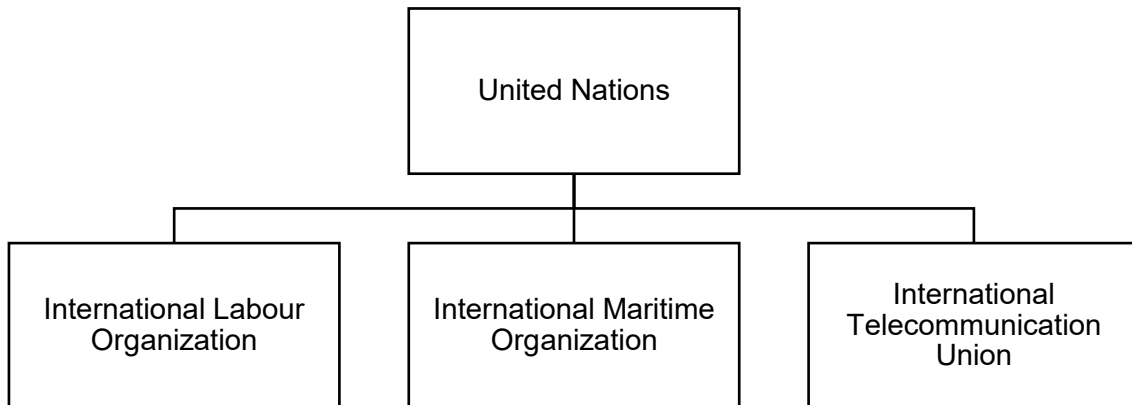 United Nations
International Labour
Organization
International Maritime
Organization
International
Telecommunication
Union